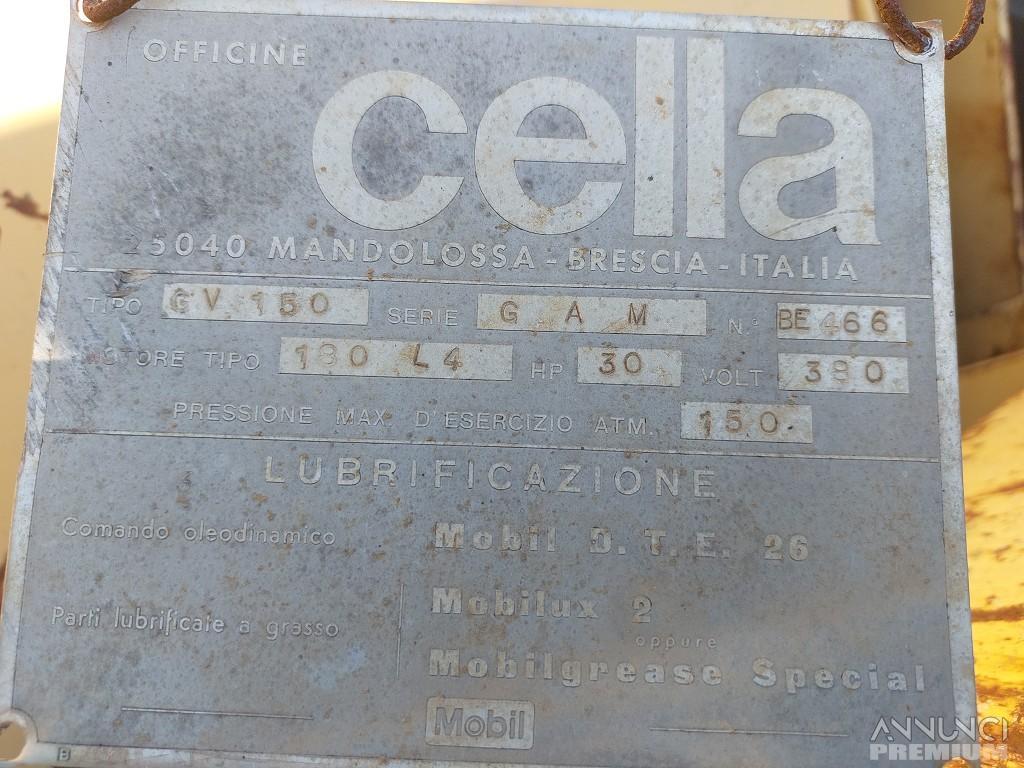 OFFICINE
cella
25040 MANDOLOSSA - BRESCIA - ITALIA
TIPO GV 150 SERIE G A M N.° BE 466
MOTORE TIPO 180 L4 HP 30 VOLT 380
PRESSIONE MAX. D'ESERCIZIO ATM. 150
LUBRIFICAZIONE
Comando oleodinamico Mobil D. T. E. 26
Parti lubrificate a grasso Mobilux 2
oppure
Mobilgrease Special
Mobil
B
ANNUNCI
PREMIUM